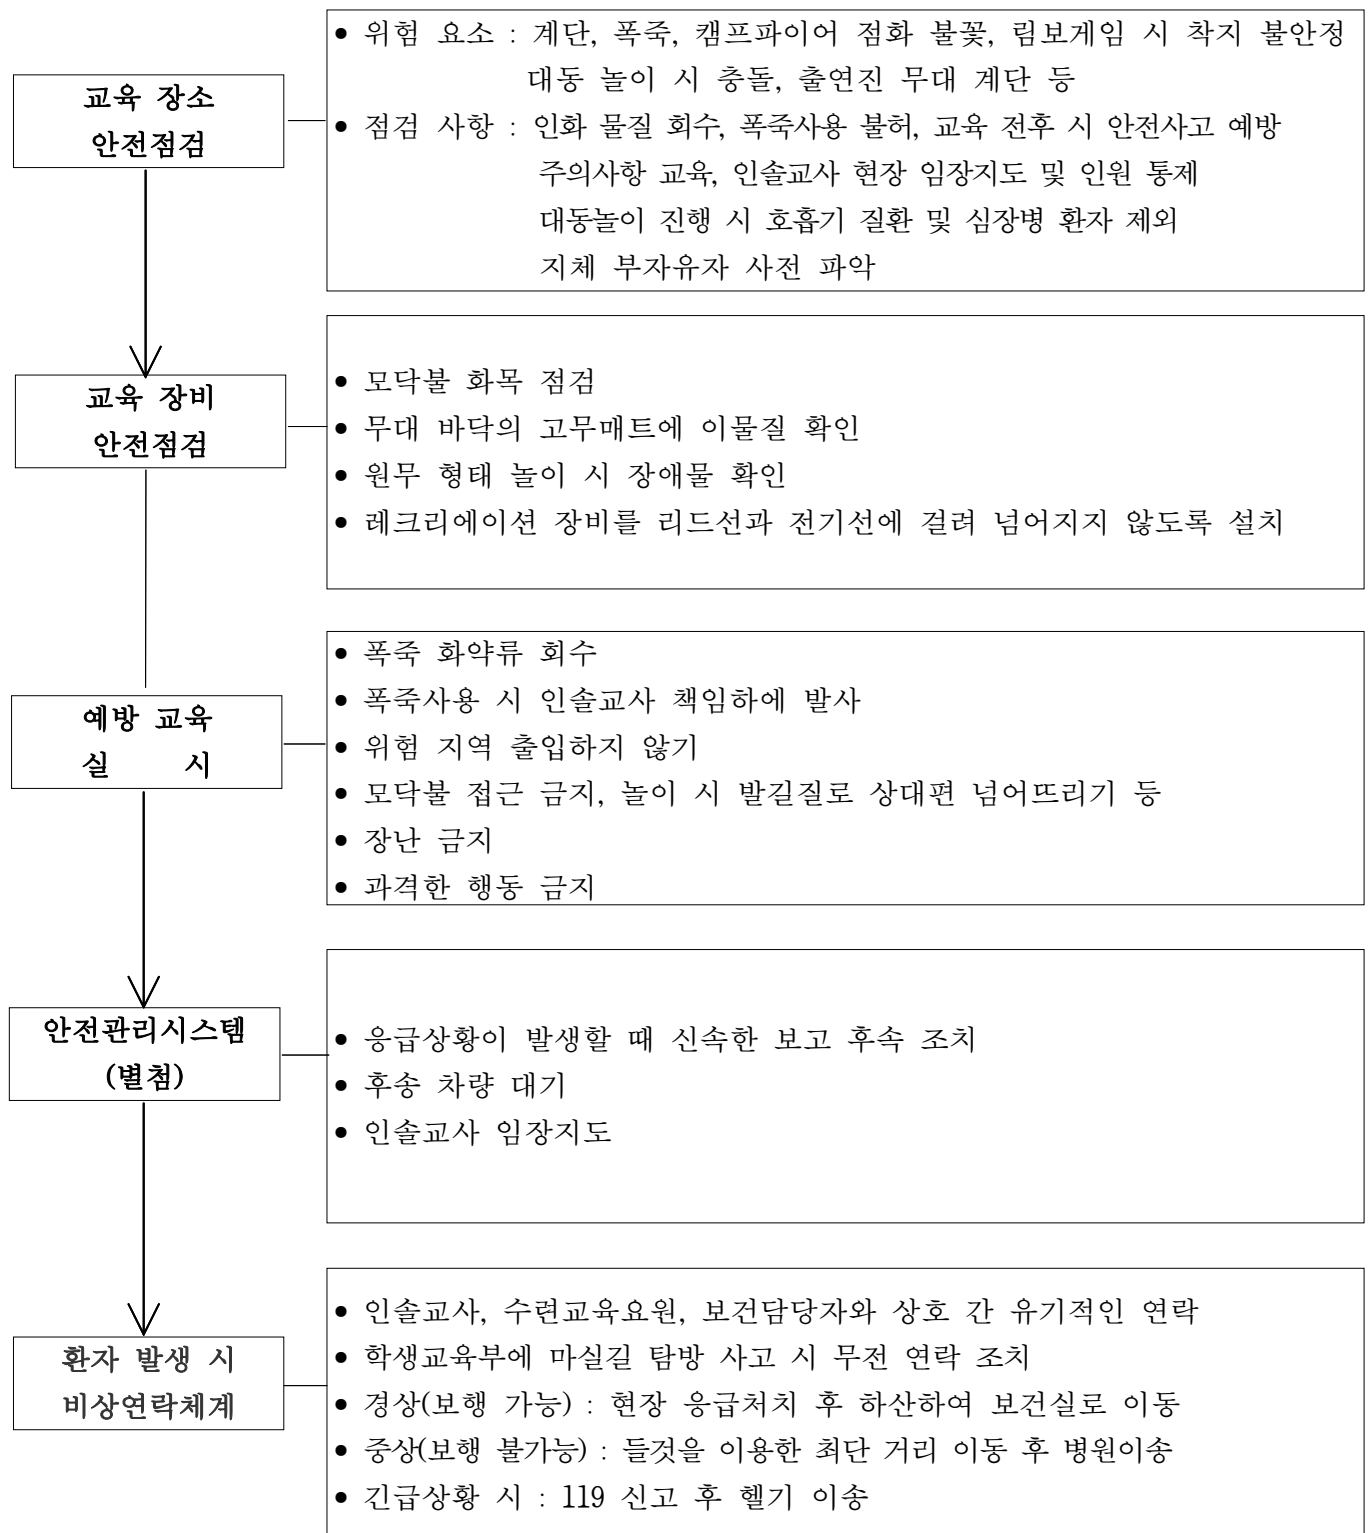 • 위험 요소 : 계단, 폭죽, 캠프파이어 점화 불꽃, 림보게임 시 착지 불안정
대동 놀이 시 충돌, 출연진 무대 계단 등
교육 장소
안전점검
• 점검 사항 : 인화 물질 회수, 폭죽사용 불허, 교육 전후 시 안전사고 예방
주의사항 교육, 인솔교사 현장 임장지도 및 인원 통제
대동놀이 진행 시 호흡기 질환 및 심장병 환자 제외
지체 부자유자 사전 파악
교육 장비
안전점검
• 모닥불 화목 점검
• 무대 바닥의 고무매트에 이물질 확인
• 원무 형태 놀이 시 장애물 확인
• 레크리에이션 장비를 리드선과 전기선에 걸려 넘어지지 않도록 설치
예방 교육
실 시
• 폭죽 화약류 회수
• 폭죽사용 시 인솔교사 책임하에 발사
• 위험 지역 출입하지 않기
• 모닥불 접근 금지, 놀이 시 발길질로 상대편 넘어뜨리기 등
• 장난 금지
• 과격한 행동 금지
안전관리시스템
(별첨)
• 응급상황이 발생할 때 신속한 보고 후속 조치
• 후송 차량 대기
• 인솔교사 임장지도
환자 발생 시
비상연락체계
• 인솔교사, 수련교육요원, 보건담당자와 상호 간 유기적인 연락
• 학생교육부에 마실길 탐방 사고 시 무전 연락 조치
• 경상(보행 가능) : 현장 응급처치 후 하산하여 보건실로 이동
• 중상(보행 불가능) : 들것을 이용한 최단 거리 이동 후 병원이송
• 긴급상황 시 : 119 신고 후 헬기 이송